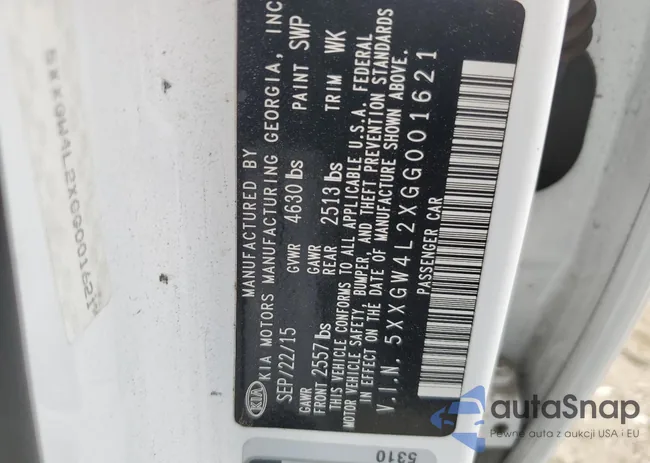 MANUFACTURED BY
KIA MOTORS MANUFACTURING GEORGIA, INC
SEP/22/15 GVWR 4630 lbs PAINT SWP
GAWR FRONT 2557 lbs GAWR REAR 2513 lbs TRIM WK
THIS VEHICLE CONFORMS TO ALL APPLICABLE U.S.A. FEDERAL
MOTOR VEHICLE SAFETY, BUMPER, AND THEFT PREVENTION STANDARDS
IN EFFECT ON THE DATE OF MANUFACTURE SHOWN ABOVE.
V.I.N. 5XXGW4L2XGG001621
PASSENGER CAR
KIA
5XXGW4L2XGG001621
5310
autaSnap
Pewne auta z aukcji USA i EU